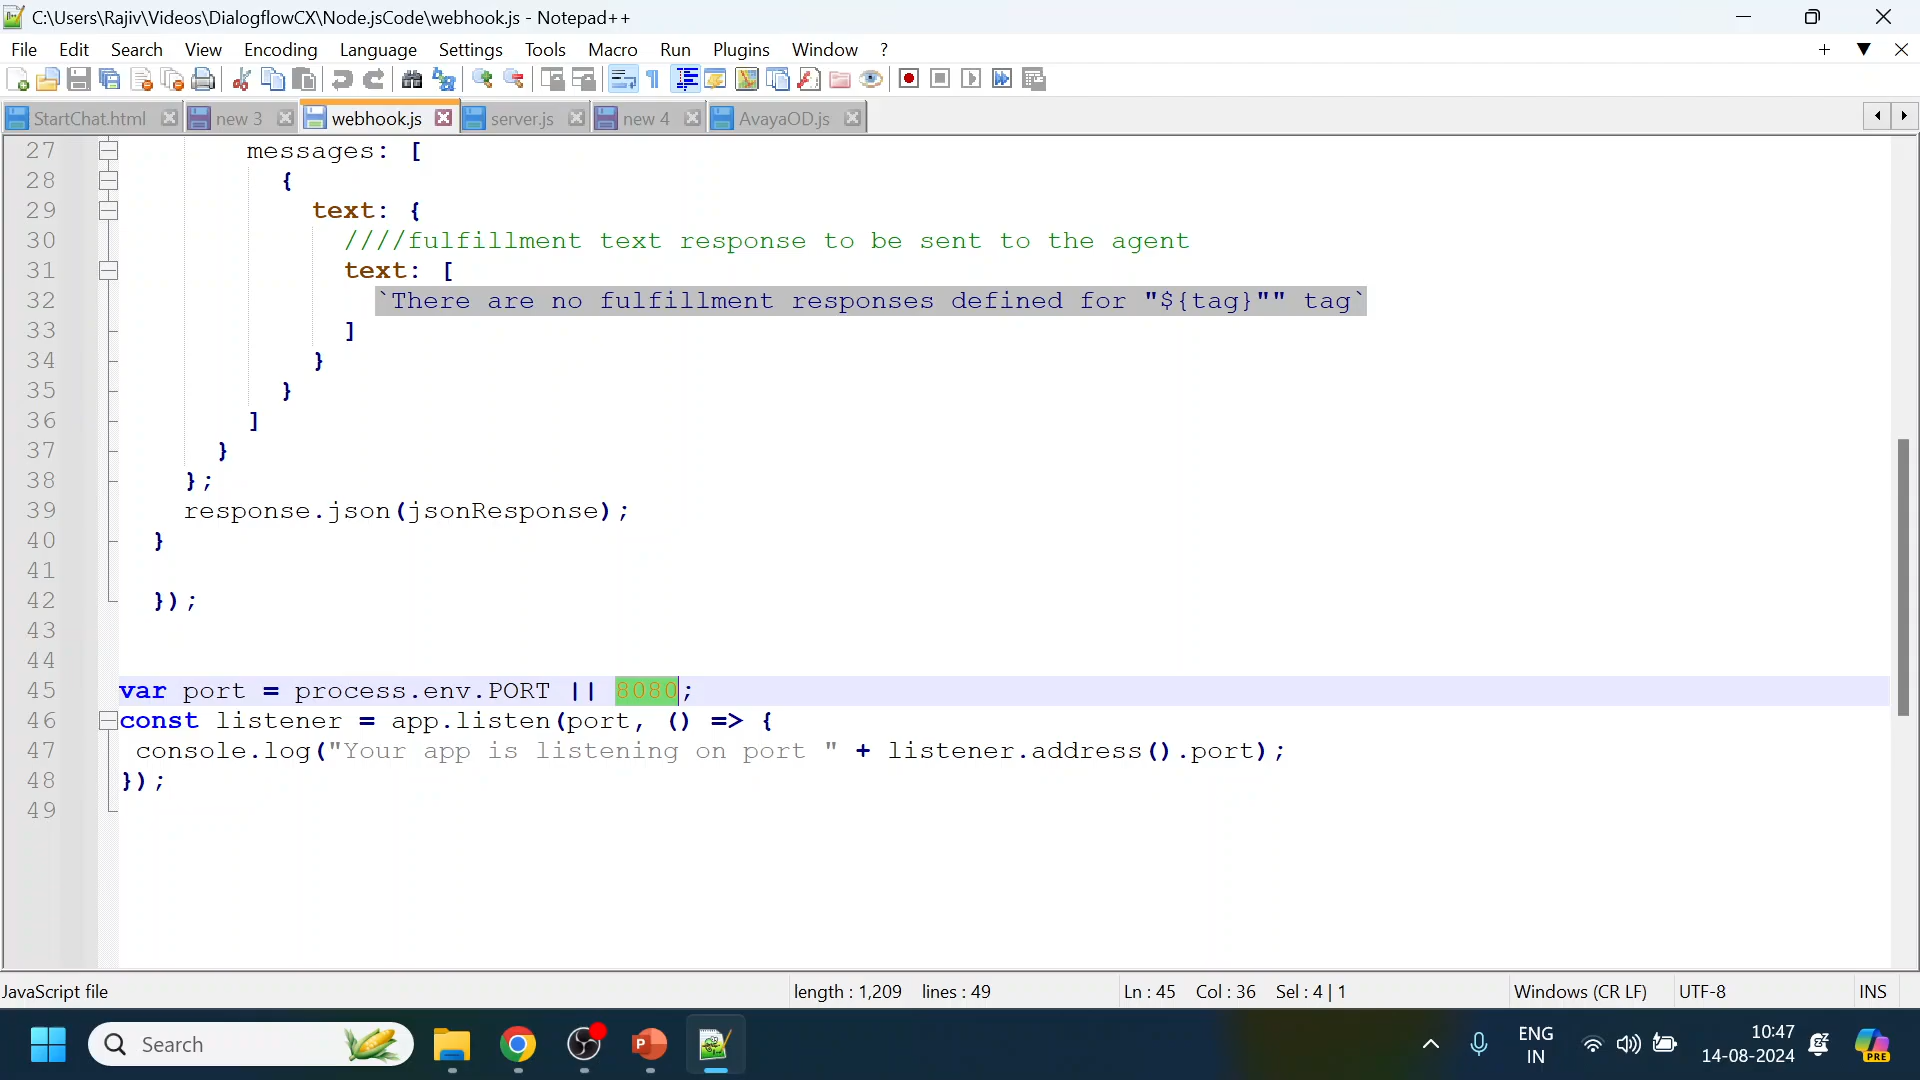 C:\Users\Rajiv\Videos\DialogflowCX\Node.jsCode\webhook.js - Notepad++
File Edit Search View Encoding Language Settings Tools Macro Run Plugins Window ?
StartChat.html new 3 webhook.js server.js new 4 AvayaOD.js
27 messages: [
28 {
29 text: {
30 ////fulfillment text response to be sent to the agent
31 text: [
32 `There are no fulfillment responses defined for "${tag}"" tag`
33 ]
34 }
35 }
36 ]
37 }
38 };
39 response.json(jsonResponse);
40 }
41
42 });
43
44
45 var port = process.env.PORT || 8080;
46 const listener = app.listen(port, () => {
47 console.log("Your app is listening on port " + listener.address().port);
48 });
49
JavaScript file length : 1,209 lines : 49 Ln : 45 Col : 36 Sel : 4 | 1 Windows (CR LF) UTF-8 INS
Search ENG IN 10:47 14-08-2024 PRE